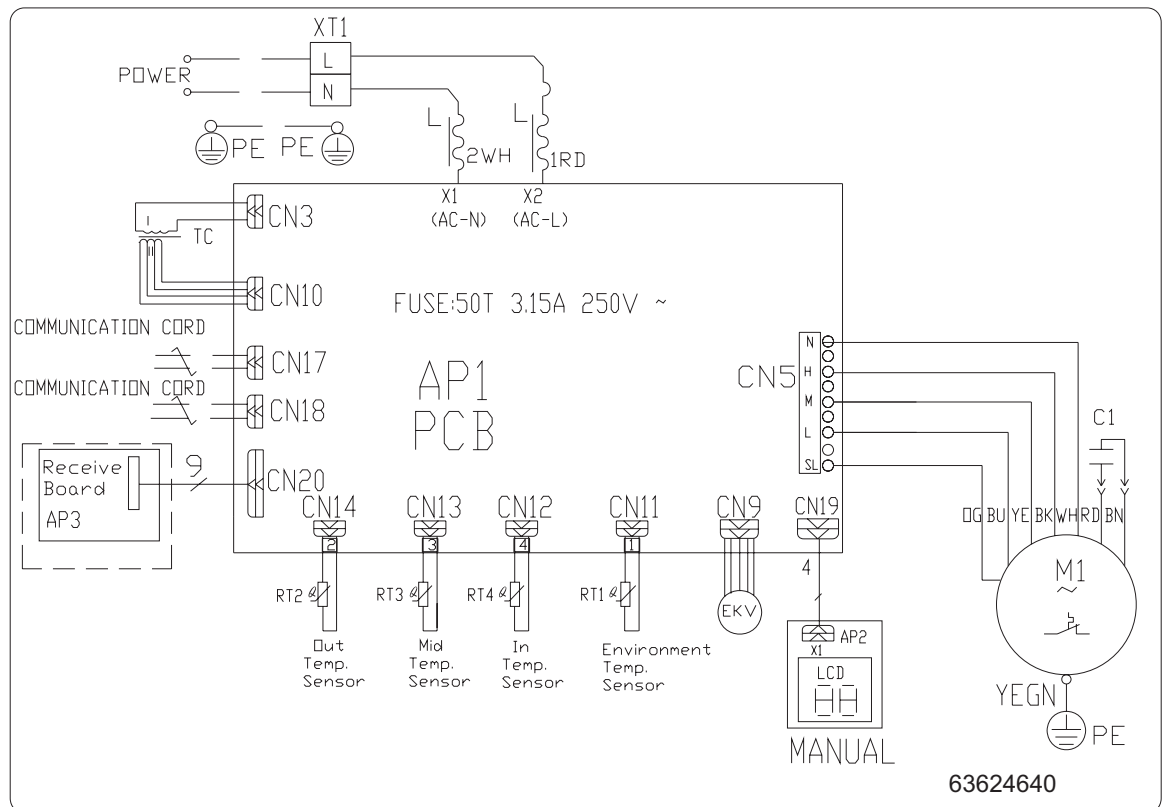 XT1
L
POWER
N
PE PE
L L
2WH 1RD
X1 X2
(AC-N) (AC-L)
CN3
I
TC
II
CN10
FUSE:50T 3.15A 250V ~
COMMUNICATION CORD
CN17
COMMUNICATION CORD
CN18
AP1
PCB
CN5
N
H
M
L
SL
C1
Receive
Board
AP3
9
CN20
CN14 CN13 CN12 CN11 CN9 CN19
2 3 4 1
OG BU YE BK WH RD BN
4
M1
~
RT2 RT3 RT4 RT1
EKV
AP2
X1
LCD
88
Out
Temp.
Sensor
Mid
Temp.
Sensor
In
Temp.
Sensor
Environment
Temp.
Sensor
YEGN
PE
MANUAL
63624640